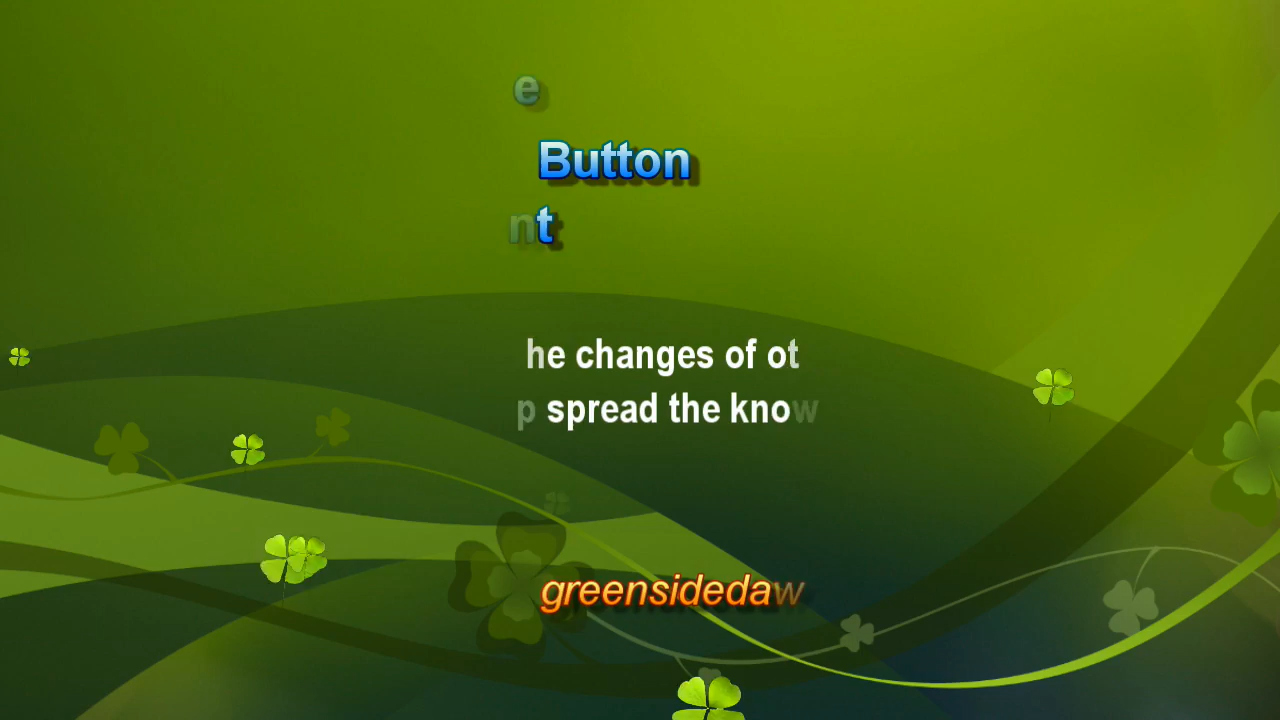 e
Button
nt
he changes of ot
p spread the know
greensidedaw